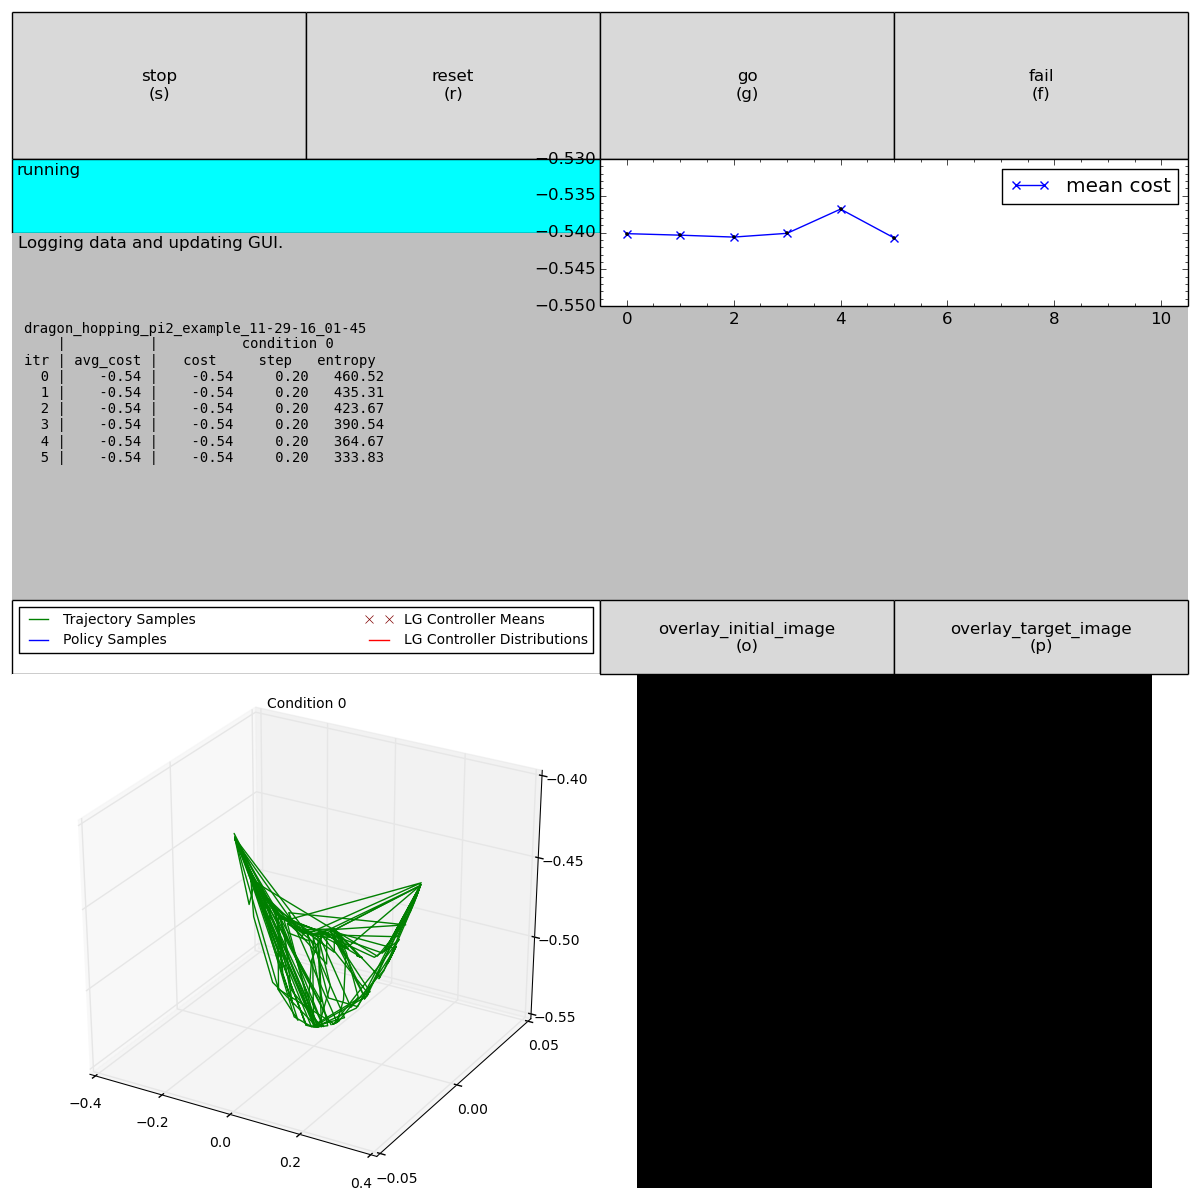 stop
(s)
reset
(r)
go
(g)
fail
(f)
running
Logging data and updating GUI.
−0.530
−0.535
−0.540
−0.545
−0.550
mean cost
0 2 4 6 8 10
dragon_hopping_pi2_example_11-29-16_01-45
| | condition 0
itr | avg_cost | cost step entropy
0 | -0.54 | -0.54 0.20 460.52
1 | -0.54 | -0.54 0.20 435.31
2 | -0.54 | -0.54 0.20 423.67
3 | -0.54 | -0.54 0.20 390.54
4 | -0.54 | -0.54 0.20 364.67
5 | -0.54 | -0.54 0.20 333.83
Trajectory Samples
Policy Samples
LG Controller Means
LG Controller Distributions
overlay_initial_image
(o)
overlay_target_image
(p)
Condition 0
−0.40
−0.45
−0.50
−0.55
0.05
0.00
−0.05
−0.4
−0.2
0.0
0.2
0.4